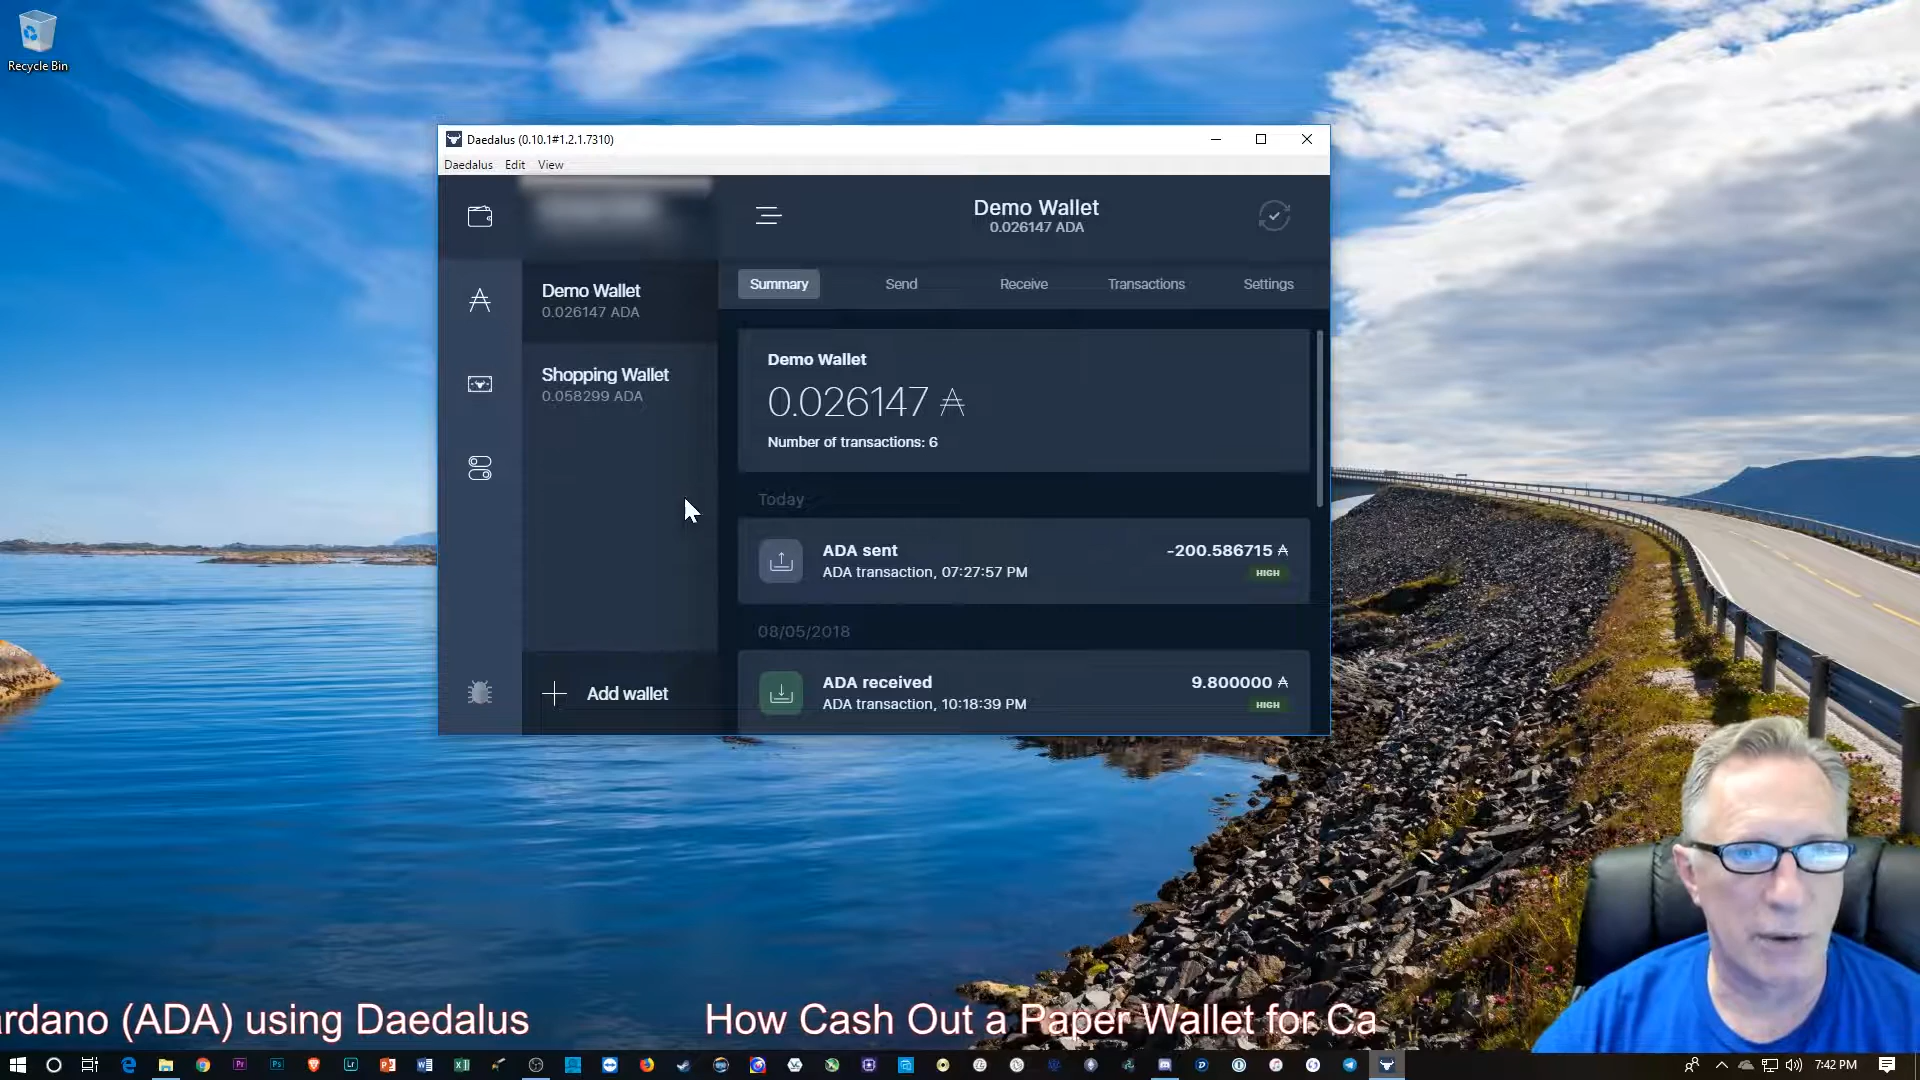 Recycle Bin
Daedalus (0.10.1#1.2.1.7310)
Daedalus Edit View
Demo Wallet
0.026147 ADA
Demo Wallet
0.026147 ADA
Shopping Wallet
0.058299 ADA
Add wallet
Summary Send Receive Transactions Settings
Demo Wallet
0.026147 ₳
Number of transactions: 6
Today
ADA sent
-200.586715 ₳
ADA transaction, 07:27:57 PM
HIGH
08/05/2018
ADA received
9.800000 ₳
ADA transaction, 10:18:39 PM
HIGH
ardano (ADA) using Daedalus How Cash Out a Paper Wallet for Ca
7:42 PM